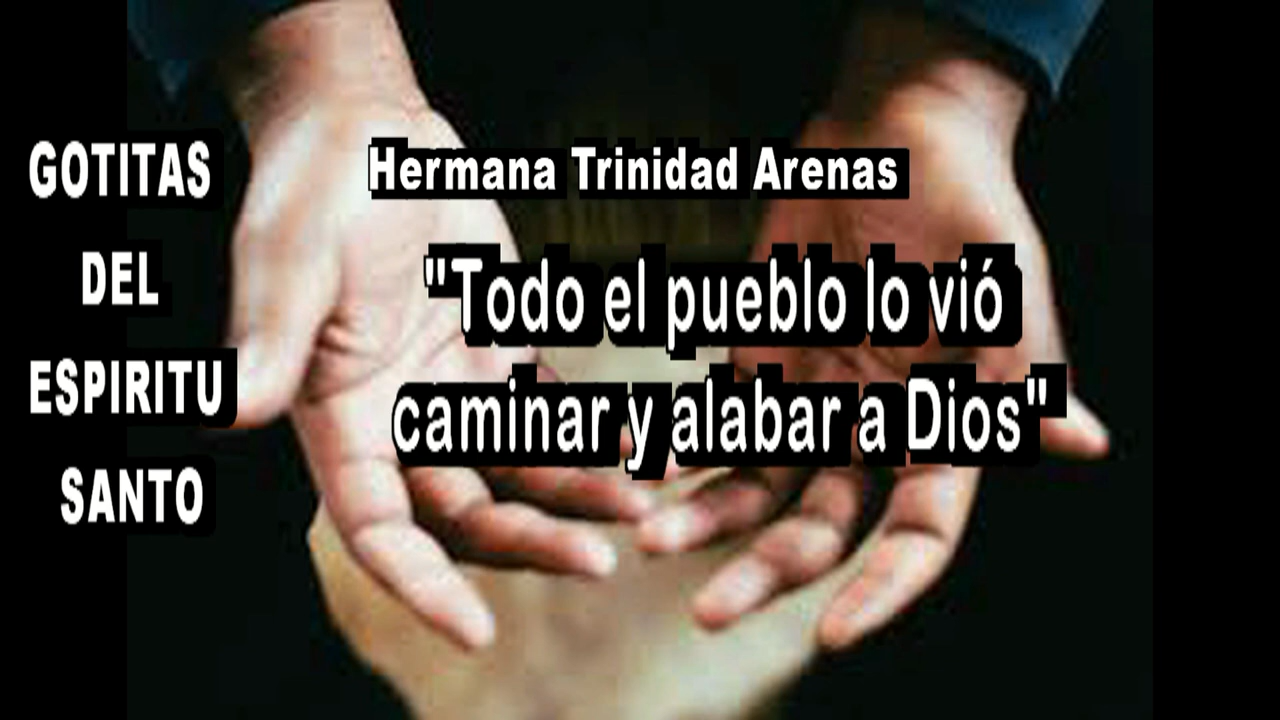 GOTITAS
DEL
ESPIRITU
SANTO
Hermana Trinidad Arenas
"Todo el pueblo lo vió
caminar y alabar a Dios"